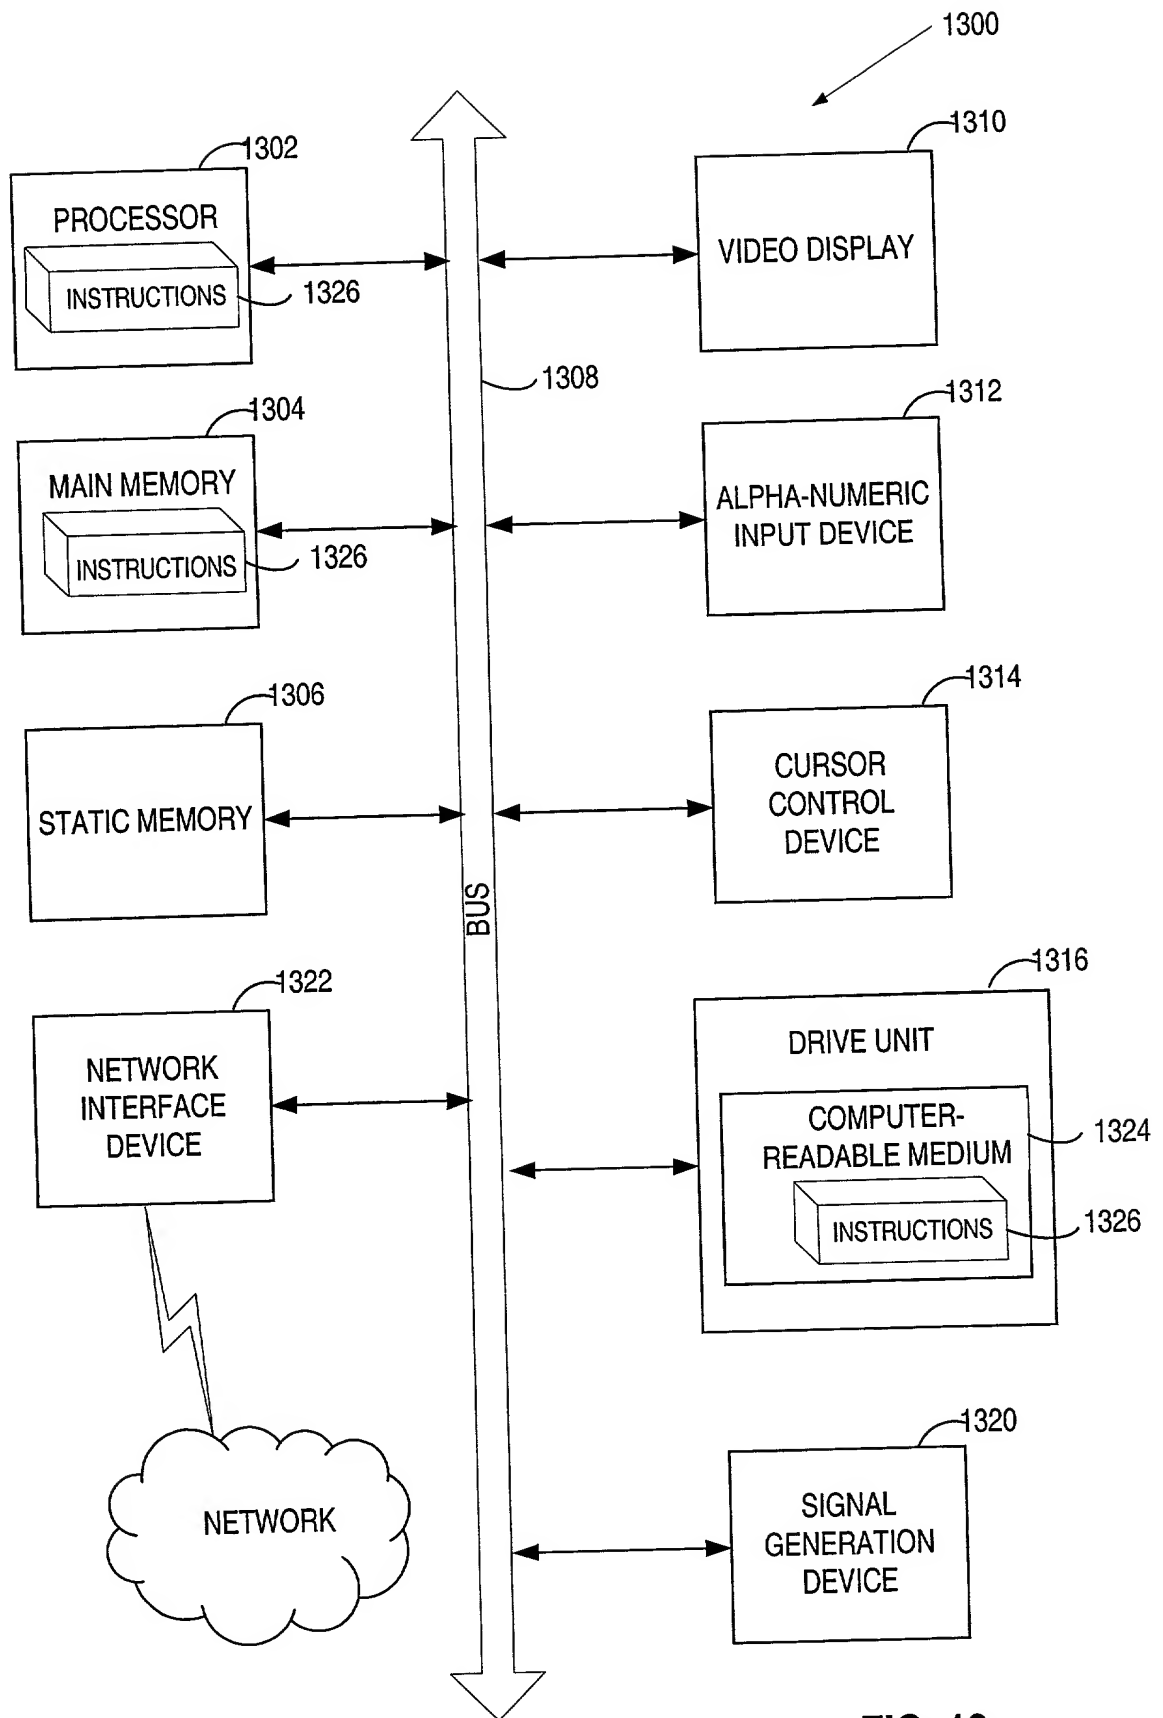 1300
1302
PROCESSOR
INSTRUCTIONS
1326
1304
MAIN MEMORY
INSTRUCTIONS
1326
1306
STATIC MEMORY
1322
NETWORK
INTERFACE
DEVICE
NETWORK
BUS
1308
1310
VIDEO DISPLAY
1312
ALPHA-NUMERIC
INPUT DEVICE
1314
CURSOR
CONTROL
DEVICE
1316
DRIVE UNIT
COMPUTER-
READABLE MEDIUM
1324
INSTRUCTIONS
1326
1320
SIGNAL
GENERATION
DEVICE